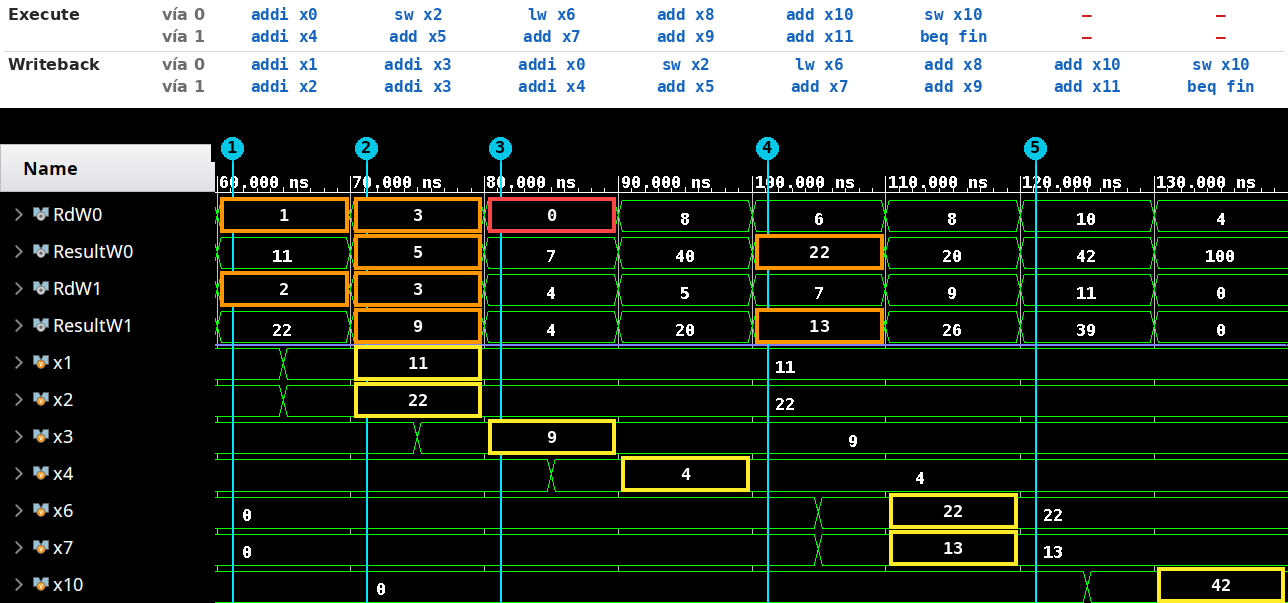 Execute vía 0 addi x0 sw x2 lw x6 add x8 add x10 sw x10 – –
vía 1 addi x4 add x5 add x7 add x9 add x11 beq fin – –
Writeback vía 0 addi x1 addi x3 addi x0 sw x2 lw x6 add x8 add x10 sw x10
vía 1 addi x2 addi x3 addi x4 add x5 add x7 add x9 add x11 beq fin
1 2 3 4 5
Name 60.000 ns 70.000 ns 80.000 ns 90.000 ns 100.000 ns 110.000 ns 120.000 ns 130.000 ns
RdW0 1 3 0 8 6 8 10 4
ResultW0 11 5 7 40 22 20 42 100
RdW1 2 3 4 5 7 9 11 0
ResultW1 22 9 4 20 13 26 39 0
x1 11 11
x2 22 22
x3 9 9
x4 4 4
x6 0 22 22
x7 0 13 13
x10 0 42